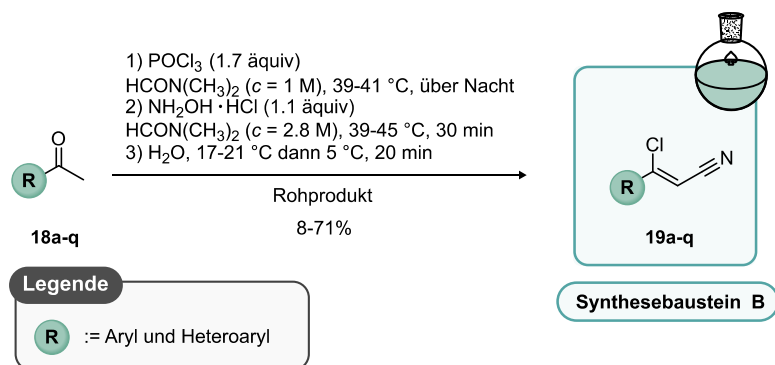 1) POCl₃ (1.7 äquiv)
HCON(CH₃)₂ (c = 1 M), 39-41 °C, über Nacht
2) NH₂OH · HCl (1.1 äquiv)
HCON(CH₃)₂ (c = 2.8 M), 39-45 °C, 30 min
3) H₂O, 17-21 °C dann 5 °C, 20 min
Rohprodukt
8-71%
R
O
18a-q
R
Cl
N
19a-q
Synthesebaustein B
Legende
R := Aryl und Heteroaryl